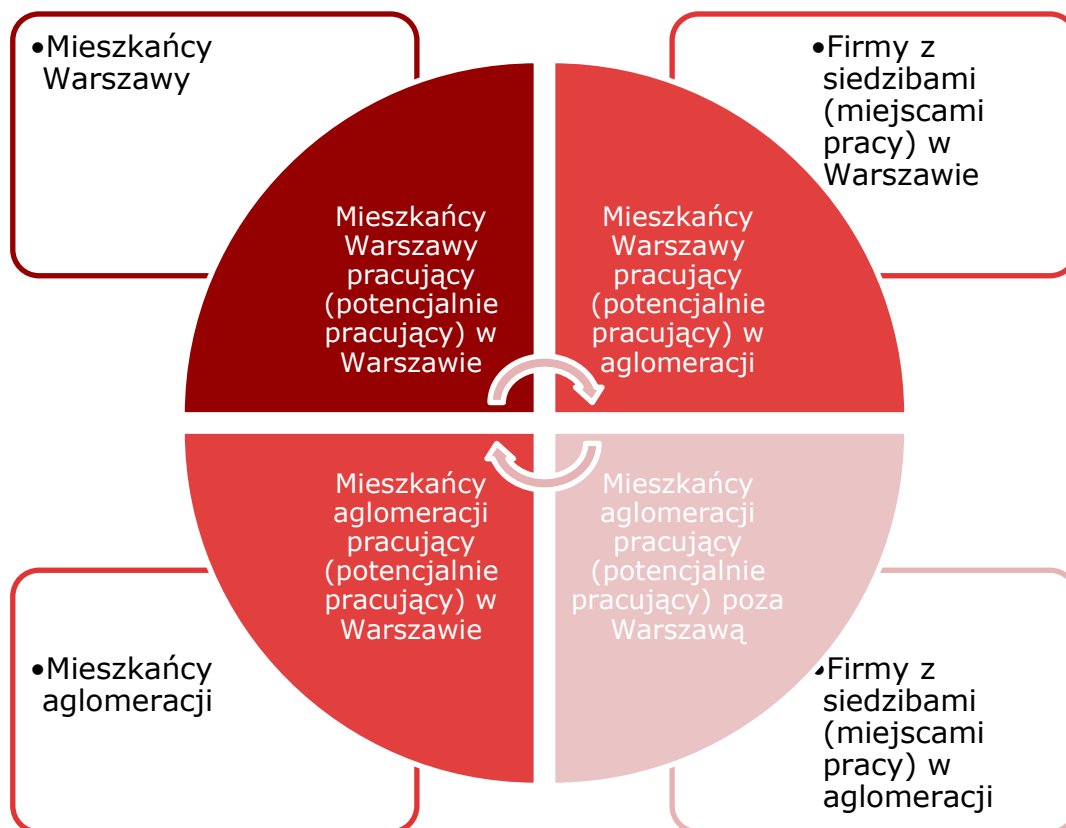 •Mieszkańcy
Warszawy
•Firmy z
siedzibami
(miejscami
pracy) w
Warszawie
Mieszkańcy
Warszawy
pracujący
(potencjalnie
pracujący) w
Warszawie
Mieszkańcy
Warszawy
pracujący
(potencjalnie
pracujący) w
aglomeracji
Mieszkańcy
aglomeracji
pracujący
(potencjalnie
pracujący) w
Warszawie
Mieszkańcy
aglomeracji
pracujący
(potencjalnie
pracujący) poza
Warszawą
•Mieszkańcy
aglomeracji
•Firmy z
siedzibami
(miejscami
pracy) w
aglomeracji